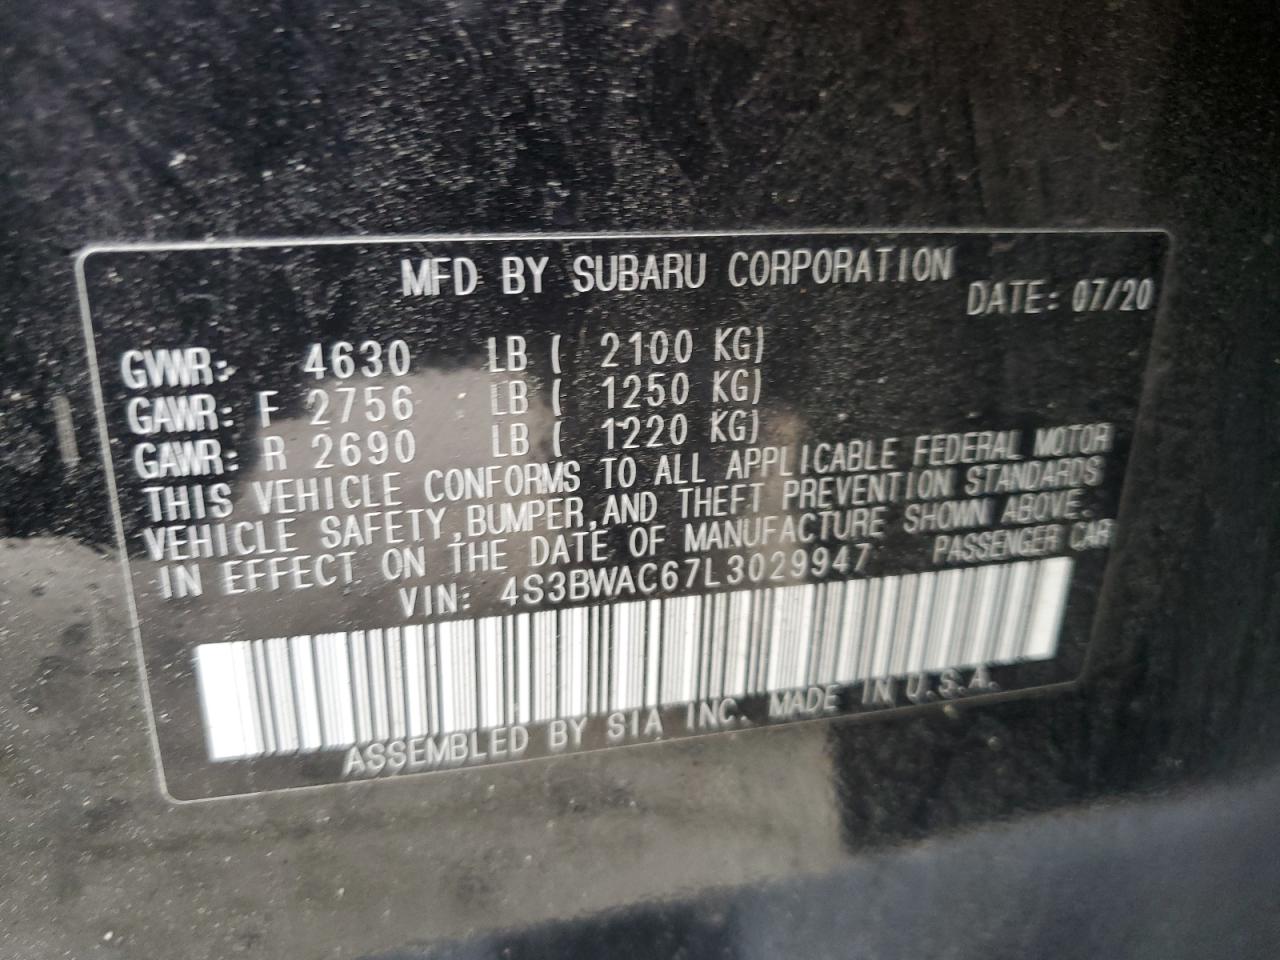 MFD BY SUBARU CORPORATION
DATE: 07/20
GVWR: 4630 LB ( 2100 KG)
GAWR: F 2756 LB ( 1250 KG)
GAWR: R 2690 LB ( 1220 KG)
THIS VEHICLE CONFORMS TO ALL APPLICABLE FEDERAL MOTOR
VEHICLE SAFETY, BUMPER, AND THEFT PREVENTION STANDARDS
IN EFFECT ON THE DATE OF MANUFACTURE SHOWN ABOVE.
VIN: 4S3BWAC67L3029947 PASSENGER CAR
ASSEMBLED BY SIA INC. MADE IN U.S.A.